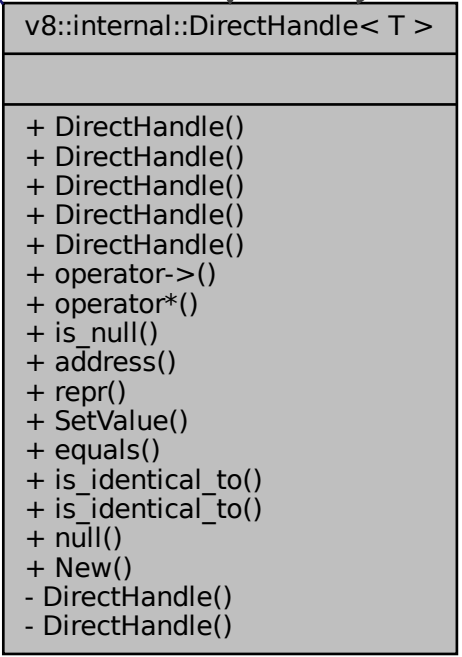 v8::internal::DirectHandle< T >
+ DirectHandle()
+ DirectHandle()
+ DirectHandle()
+ DirectHandle()
+ DirectHandle()
+ operator->()
+ operator*()
+ is_null()
+ address()
+ repr()
+ SetValue()
+ equals()
+ is_identical_to()
+ is_identical_to()
+ null()
+ New()
- DirectHandle()
- DirectHandle()